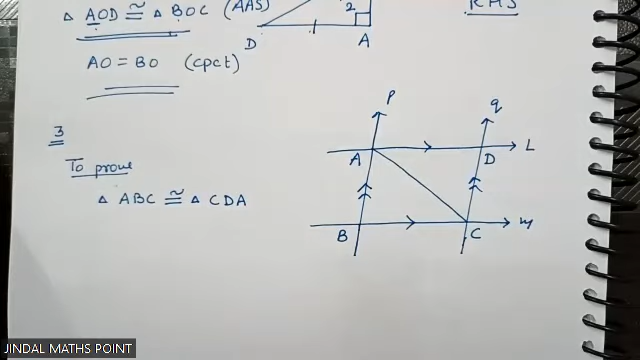 △ AOD ≅ △ BOC (AAS)
RHS
2
D
A
AO = BO (cpct)
3
To prove
△ ABC ≅ △ CDA
p
q
A
D
L
B
C
m
JINDAL MATHS POINT